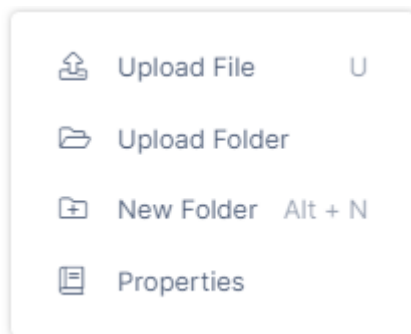 Upload File U
Upload Folder
New Folder Alt + N
Properties